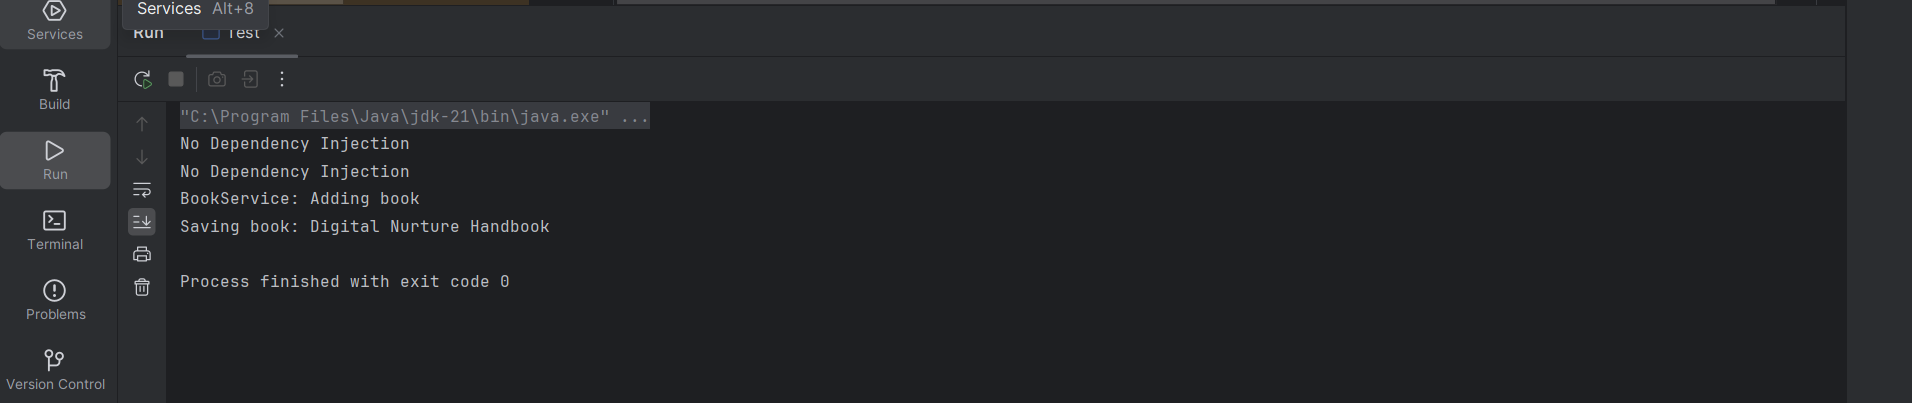 Services Alt+8
Services
Run Test
Build
Run
Terminal
Problems
Version Control
"C:\Program Files\Java\jdk-21\bin\java.exe" ...
No Dependency Injection
No Dependency Injection
BookService: Adding book
Saving book: Digital Nurture Handbook
Process finished with exit code 0